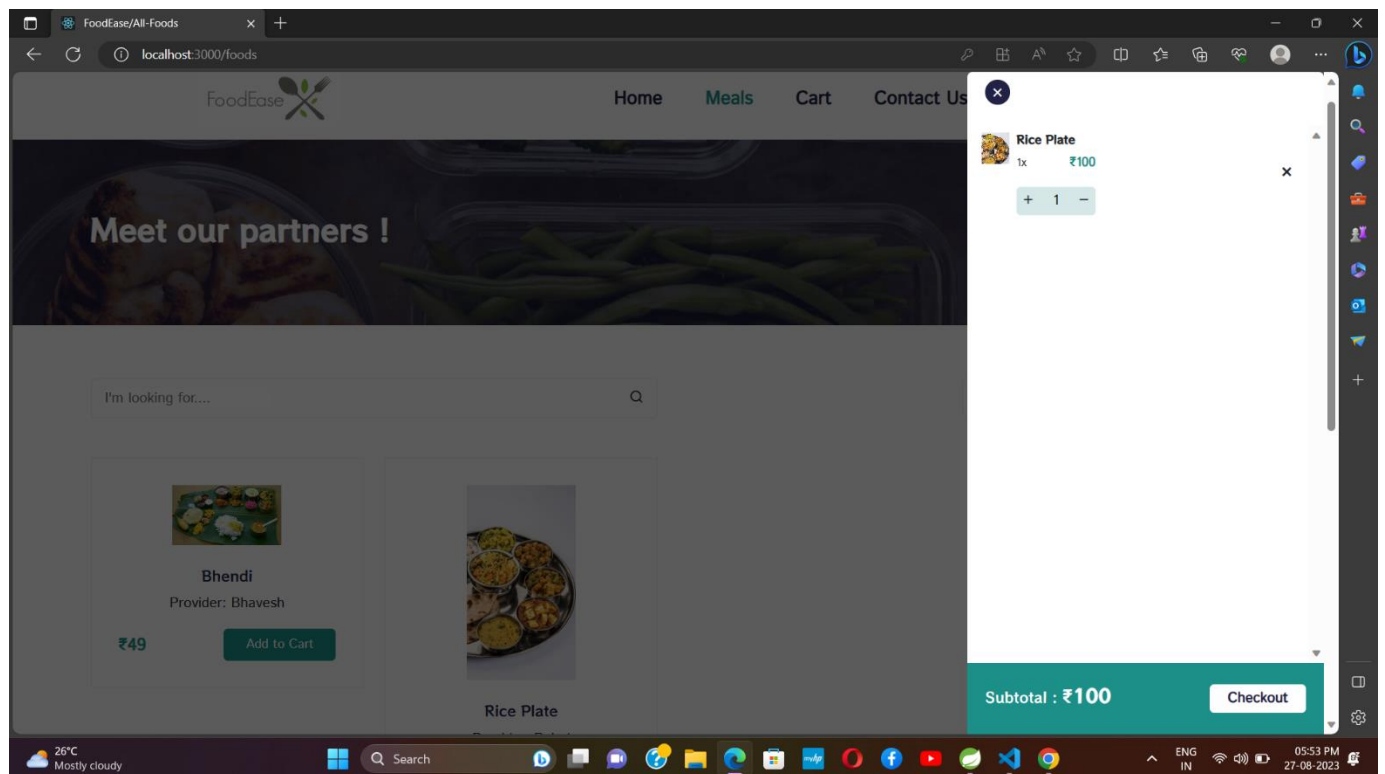 FoodEase/All-Foods
localhost:3000/foods
FoodEase
Home Meals Cart Contact Us
Rice Plate
1x ₹100
+ 1 −
Meet our partners !
I'm looking for....
Bhendi
Provider: Bhavesh
₹49 Add to Cart
Rice Plate
Subtotal : ₹100 Checkout
26°C
Mostly cloudy
Search
ENG
IN
05:53 PM
27-08-2023